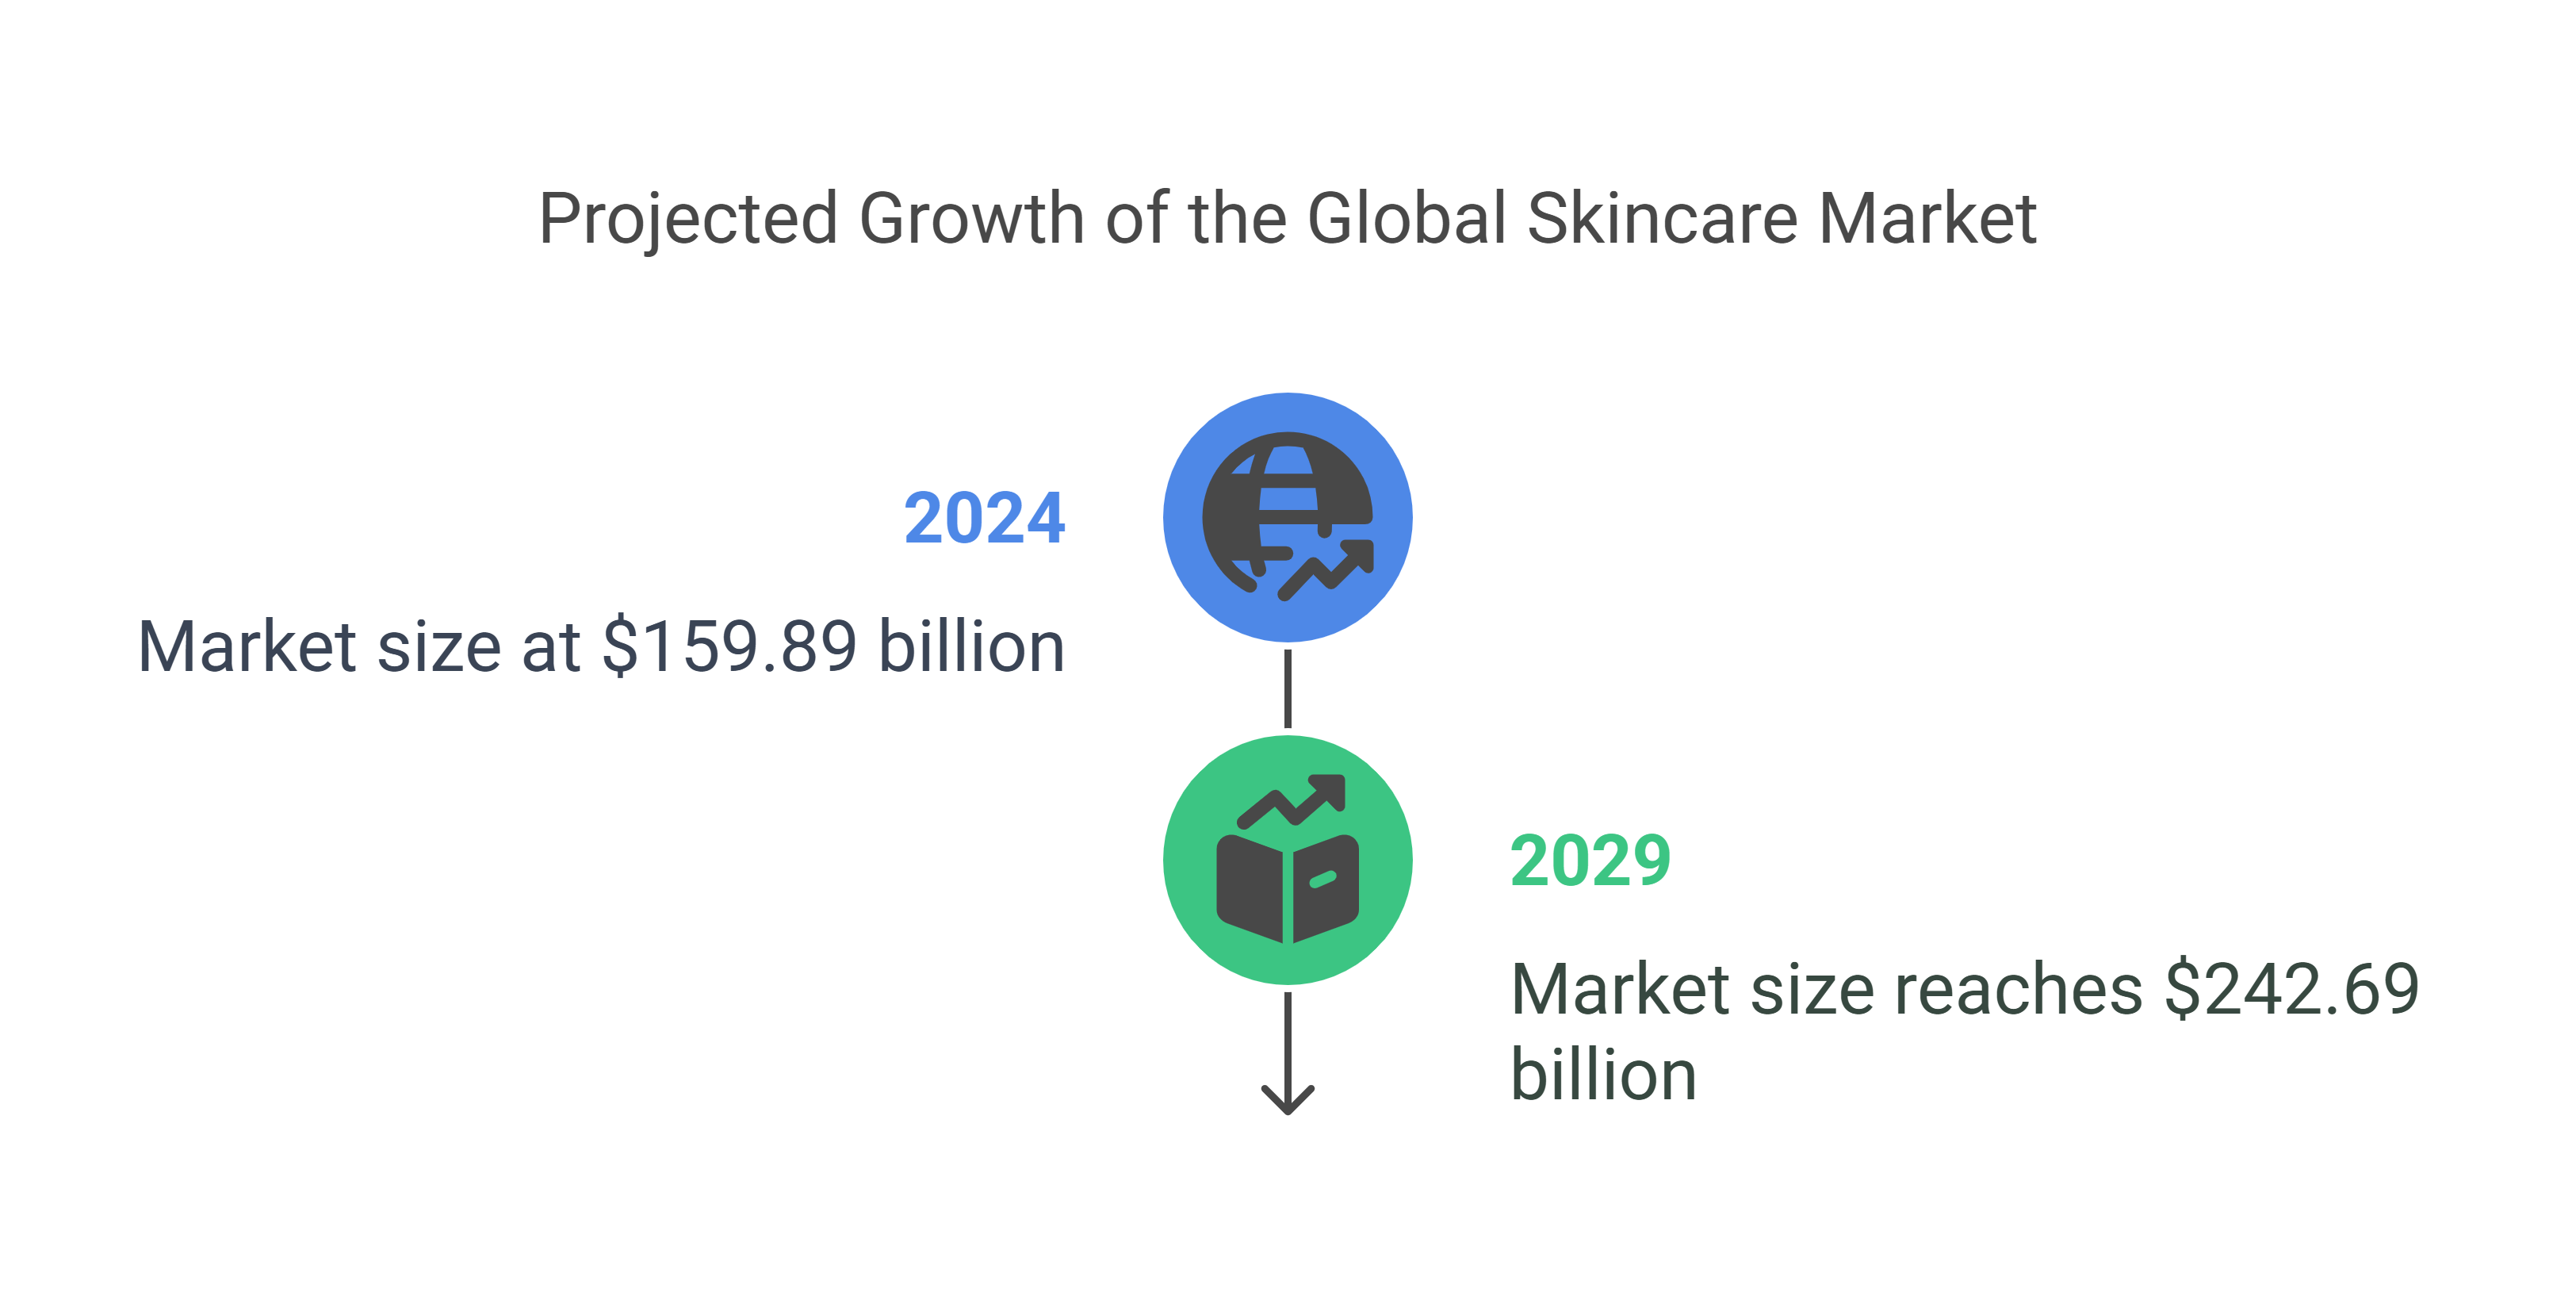 Projected Growth of the Global Skincare Market
2024
Market size at $159.89 billion
2029
Market size reaches $242.69
billion